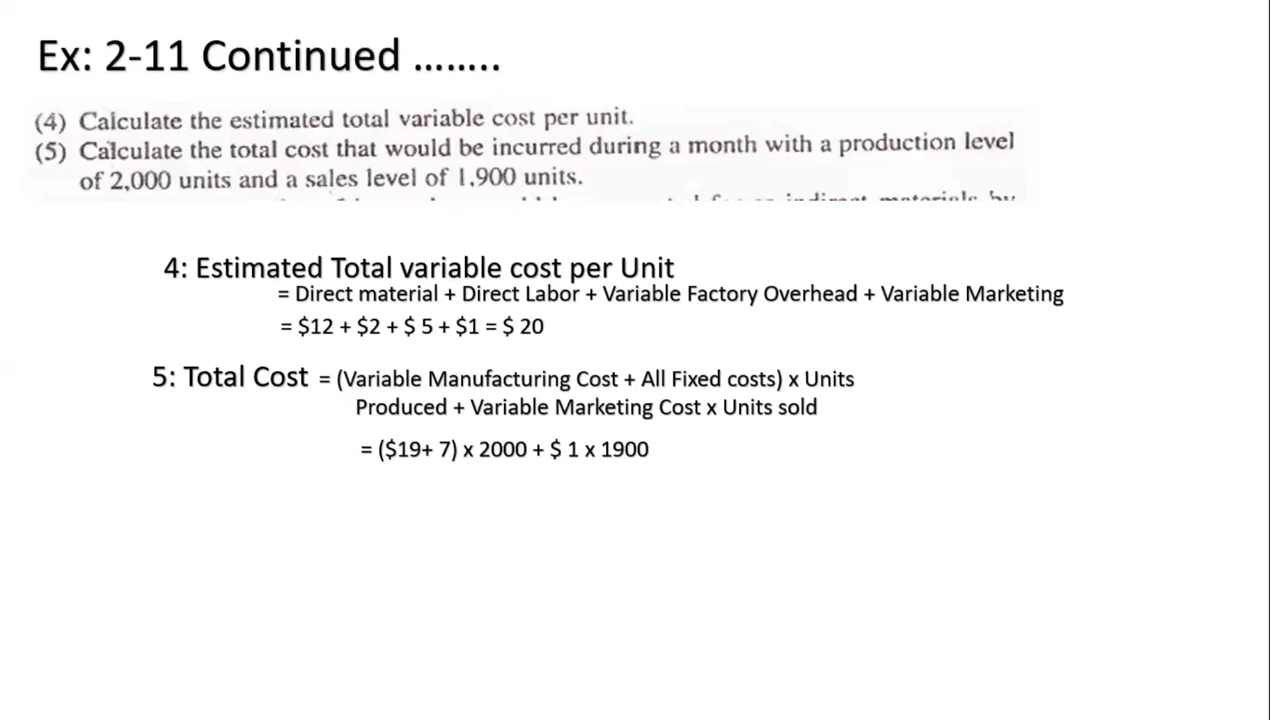 Ex: 2-11 Continued ........
(4) Calculate the estimated total variable cost per unit.
(5) Calculate the total cost that would be incurred during a month with a production level
of 2,000 units and a sales level of 1,900 units.
4: Estimated Total variable cost per Unit
= Direct material + Direct Labor + Variable Factory Overhead + Variable Marketing
= $12 + $2 + $ 5 + $1 = $ 20
5: Total Cost = (Variable Manufacturing Cost + All Fixed costs) x Units
Produced + Variable Marketing Cost x Units sold
= ($19+ 7) x 2000 + $ 1 x 1900